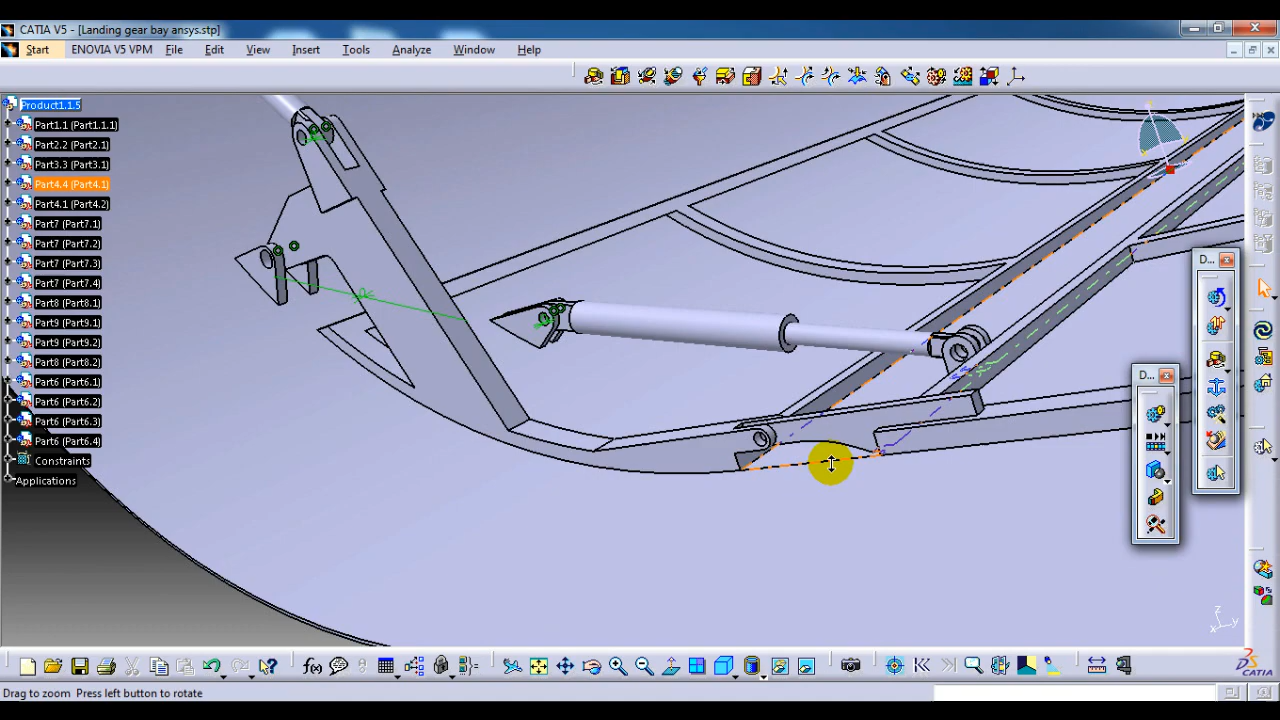 CATIA V5 - [Landing gear bay ansys.stp]
Start ENOVIA V5 VPM File Edit View Insert Tools Analyze Window Help
Product1.1.5
Part1.1 (Part1.1.1)
Part2.2 (Part2.1)
Part3.3 (Part3.1)
Part4.4 (Part4.1)
Part4.1 (Part4.2)
Part7 (Part7.1)
Part7 (Part7.2)
Part7 (Part7.3)
Part7 (Part7.4)
Part8 (Part8.1)
Part9 (Part9.1)
Part9 (Part9.2)
Part8 (Part8.2)
Part6 (Part6.1)
Part6 (Part6.2)
Part6 (Part6.3)
Part6 (Part6.4)
Constraints
Applications
D...
D...
z
x y
f(x)
CATIA
Drag to zoom Press left button to rotate